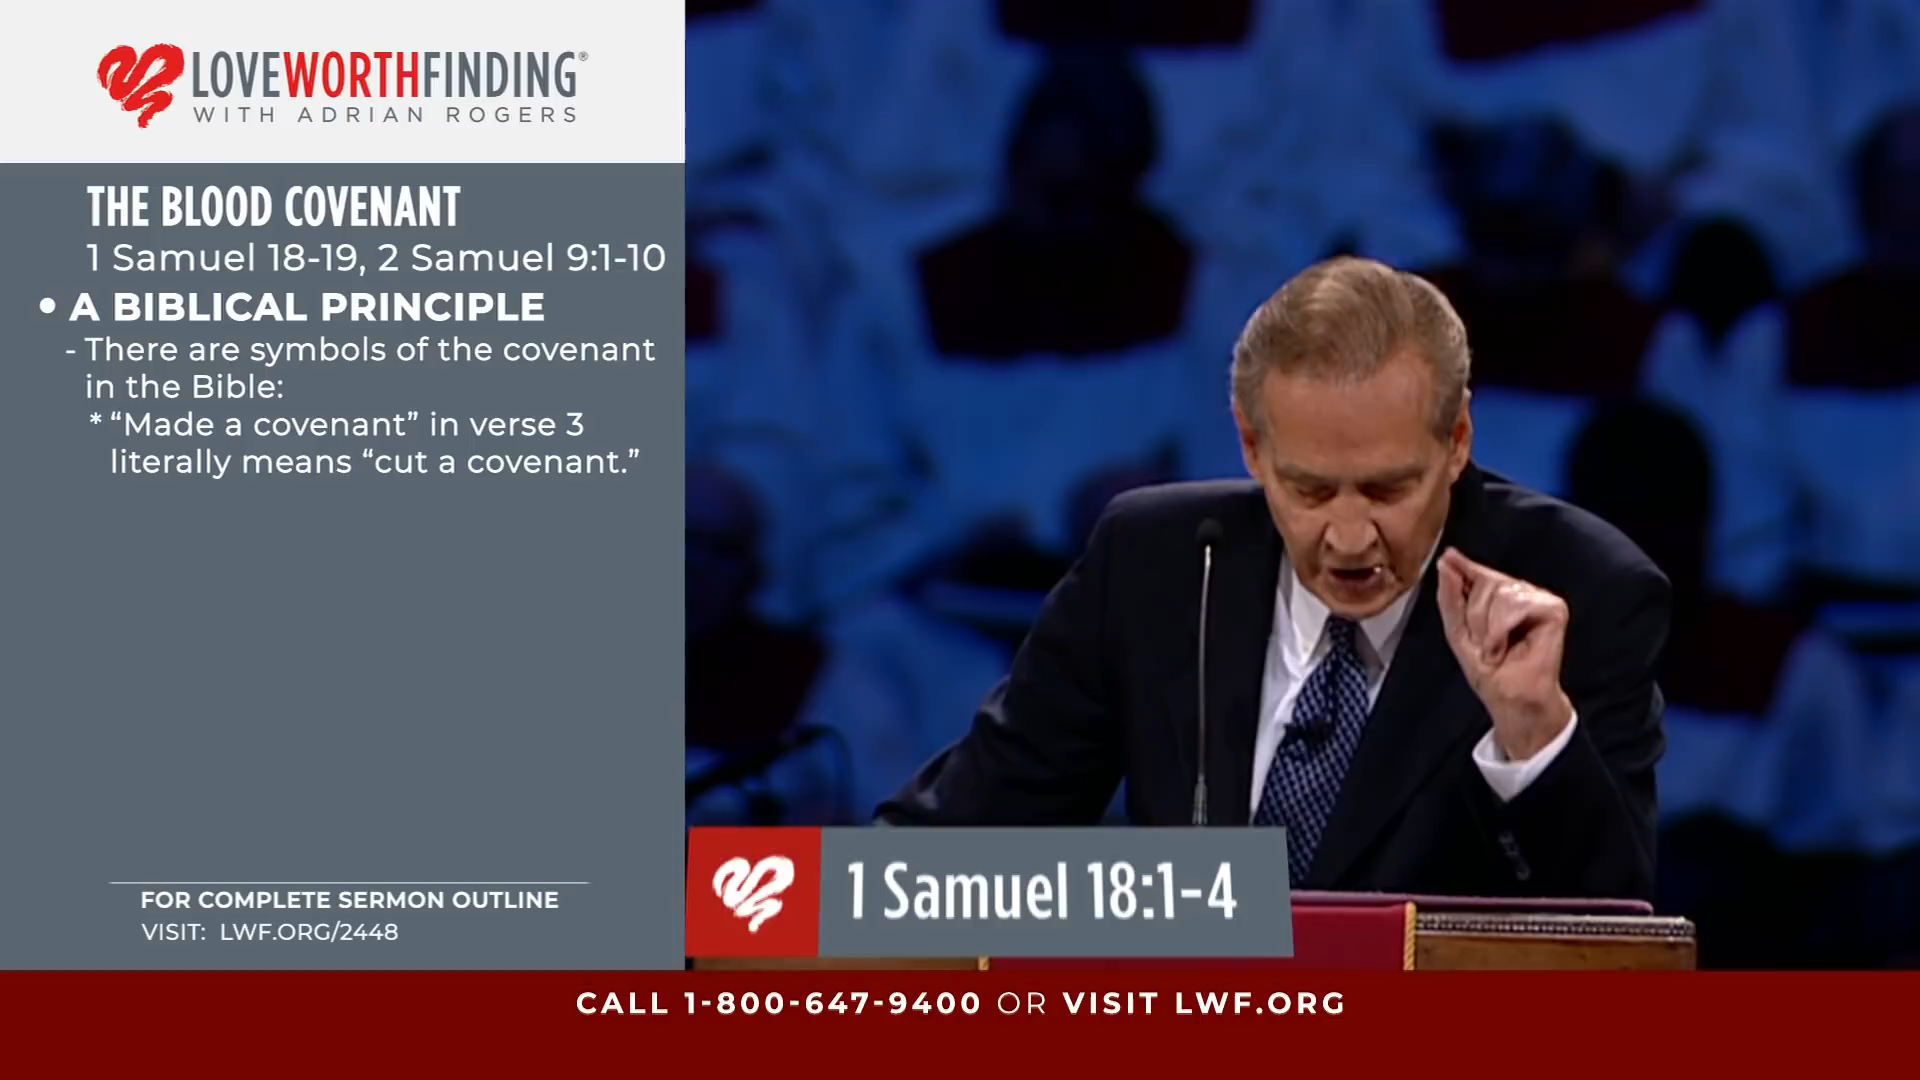 LOVEWORTHFINDING®
WITH ADRIAN ROGERS
THE BLOOD COVENANT
1 Samuel 18-19, 2 Samuel 9:1-10
• A BIBLICAL PRINCIPLE
- There are symbols of the covenant
in the Bible:
* “Made a covenant” in verse 3
literally means “cut a covenant.”
FOR COMPLETE SERMON OUTLINE
VISIT: LWF.ORG/2448
1 Samuel 18:1-4
CALL 1-800-647-9400 OR VISIT LWF.ORG